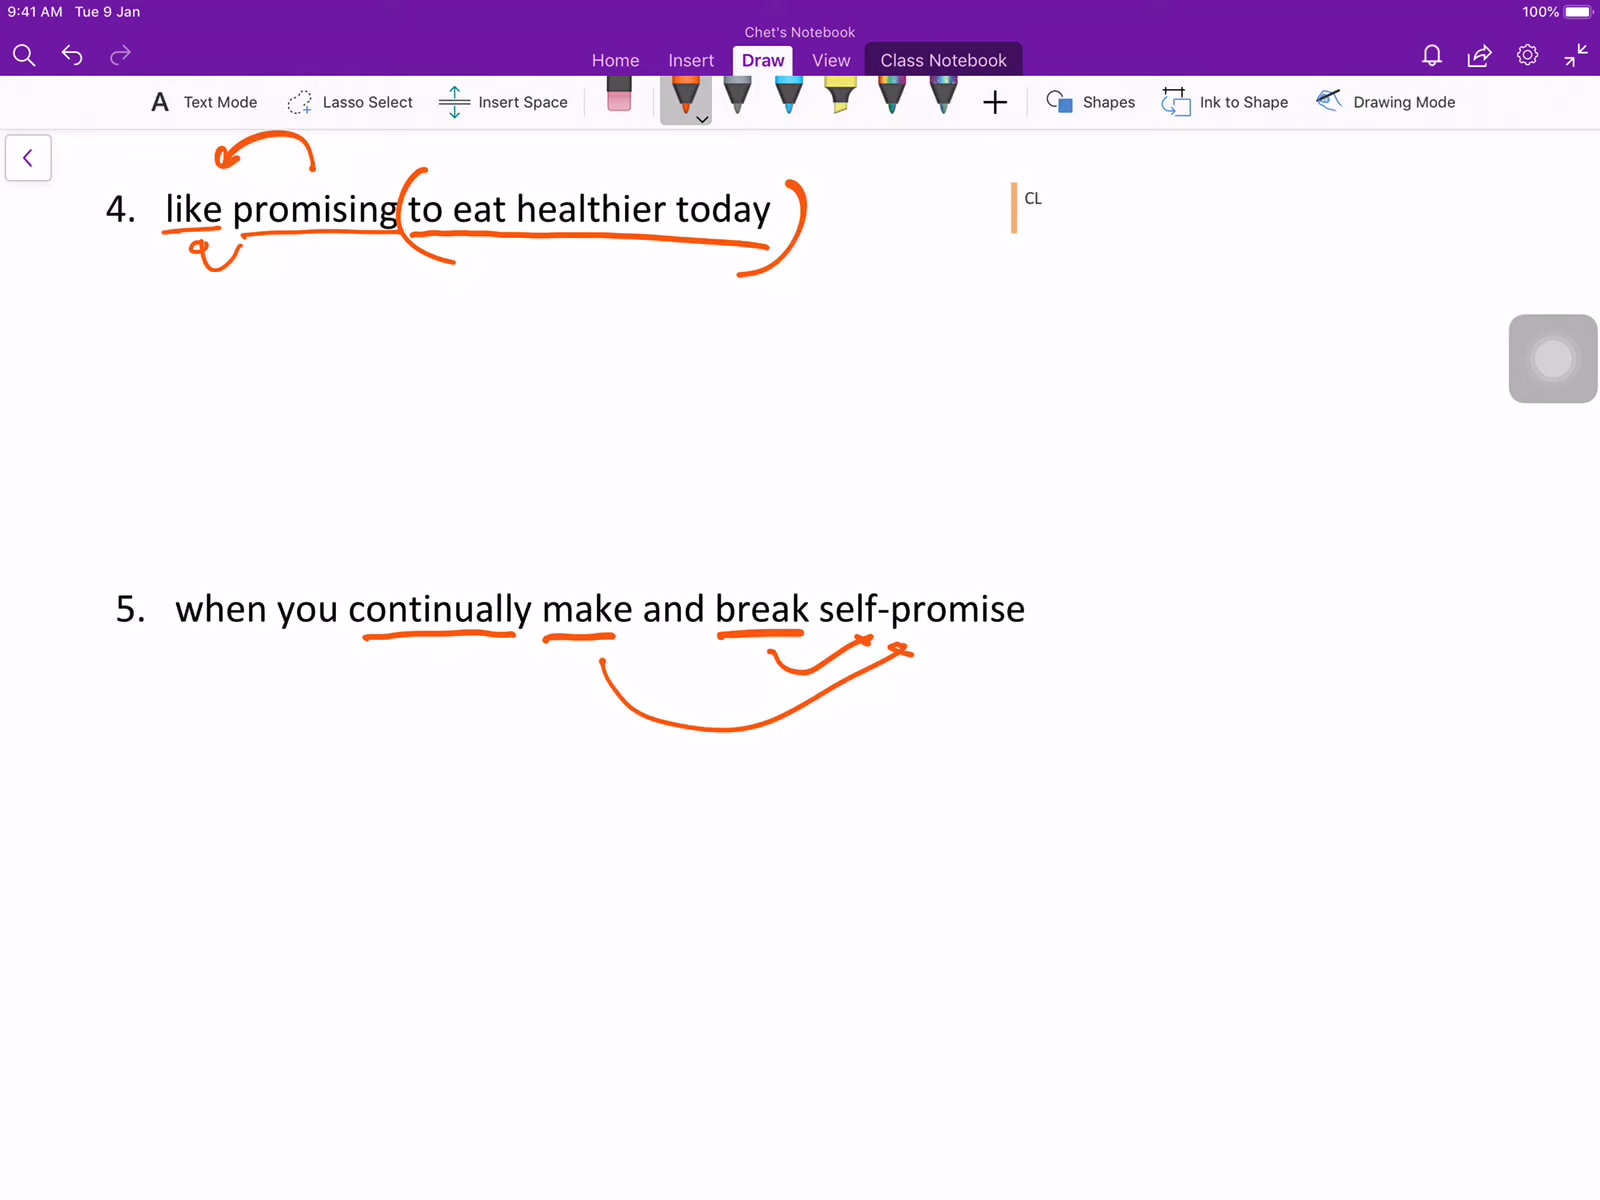 9:41 AM Tue 9 Jan
100%
Chet's Notebook
Home Insert Draw View Class Notebook
A Text Mode Lasso Select Insert Space Shapes Ink to Shape Drawing Mode
4. like promising to eat healthier today
CL
5. when you continually make and break self-promise